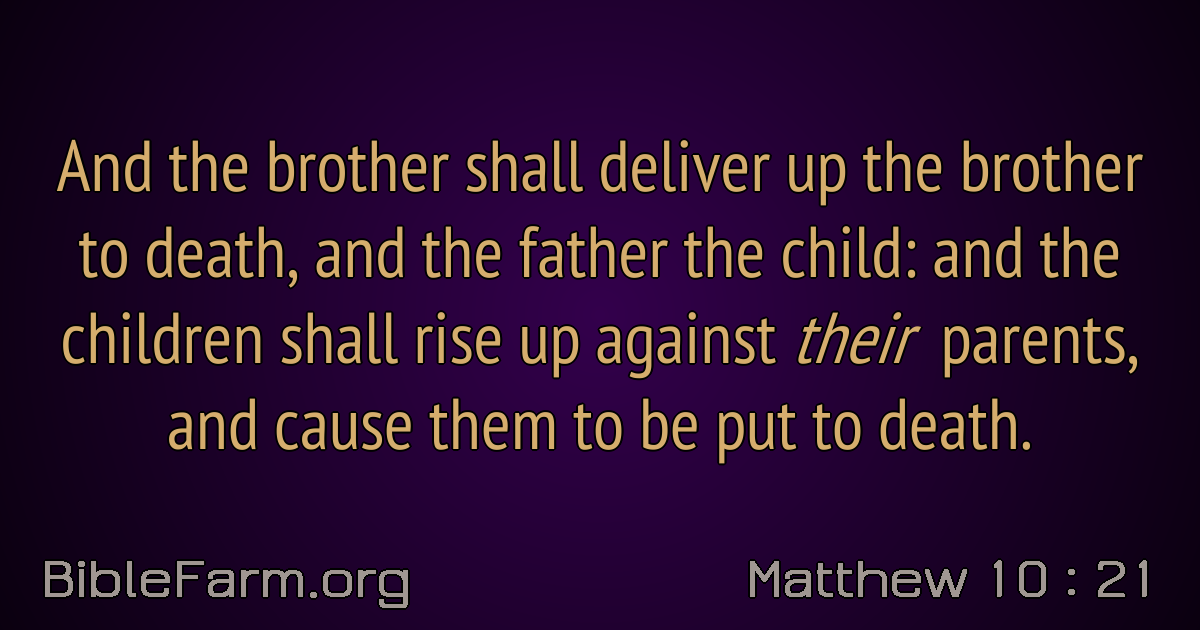 And the brother shall deliver up the brother
to death, and the father the child: and the
children shall rise up against their parents,
and cause them to be put to death.
BibleFarm.org
Matthew 10 : 21